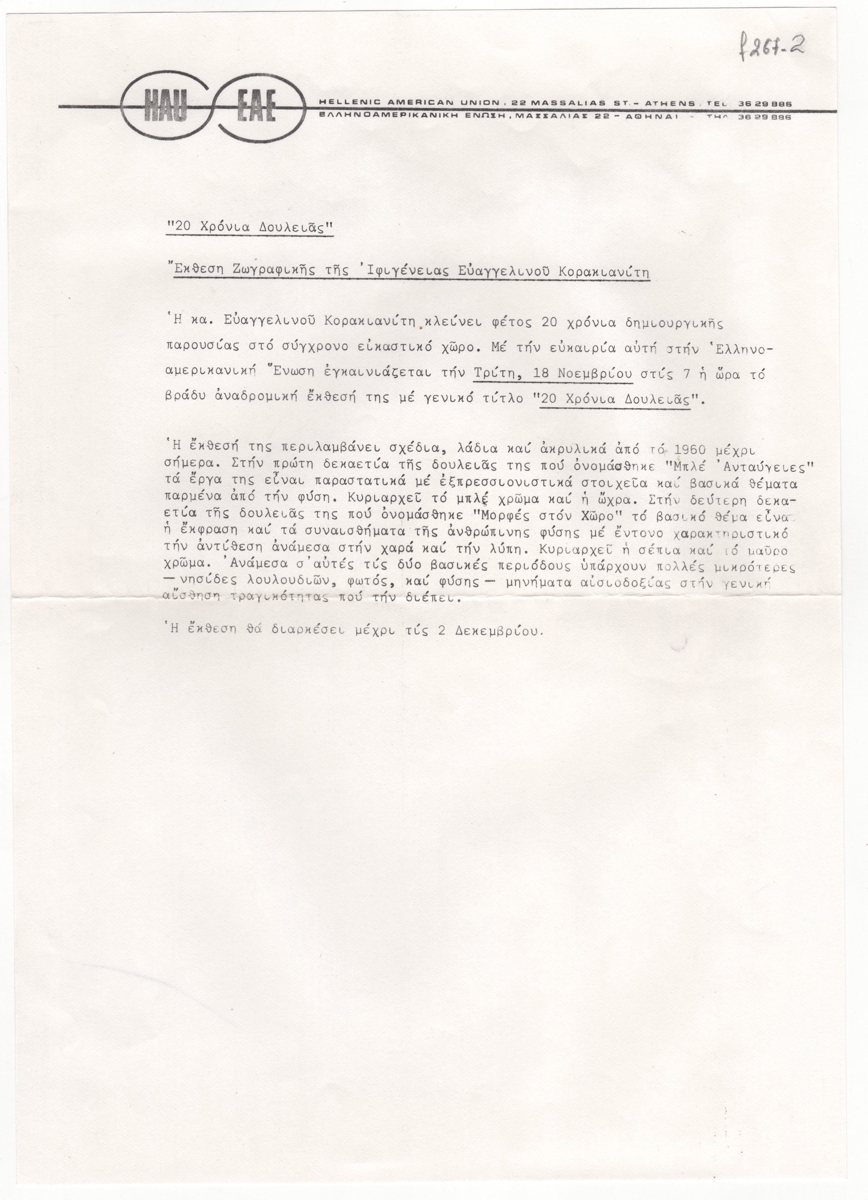 f267-2
HAU EAE
HELLENIC AMERICAN UNION. 22 MASSALIAS ST.- ATHENS. TEL. 36 29 886
ΕΛΛΗΝΟΑΜΕΡΙΚΑΝΙΚΗ ΕΝΩΣΗ. ΜΑΣΣΑΛΙΑΣ 22 - ΑΘΗΝΑΙ - ΤΗΛ. 36 29 886
"20 Χρόνια Δουλειᾶς"
Ἔκθεση Ζωγραφικῆς τῆς Ἰφιγένειας Εὐαγγελινοῦ Κορακιανίτη
Ἡ κα. Εὐαγγελινοῦ Κορακιανίτη κλείνει φέτος 20 χρόνια δημιουργικῆς
παρουσίας στό σύγχρονο εἰκαστικό χῶρο. Μέ τήν εὐκαιρία αὐτή στήν Ἑλληνο-
αμερικανική Ἕνωση ἐγκαινιάζεται τήν Τρίτη, 18 Νοεμβρίου στίς 7 ἡ ὥρα τό
βράδυ ἀναδρομική ἔκθεσή της μέ γενικό τίτλο "20 Χρόνια Δουλειᾶς".
Ἡ ἔκθεσή της περιλαμβάνει σχέδια, λάδια καί ἀκρυλικά ἀπό τό 1960 μέχρι
σήμερα. Στήν πρώτη δεκαετία τῆς δουλειᾶς της πού ὀνομάσθηκε "Μπλέ Ἀνταύγειες"
τά ἔργα της εἶναι παραστατικά μέ ἐξπρεσσιονιστικά στοιχεῖα καί βασικά θέματα
παρμένα ἀπό τήν φύση. Κυριαρχεῖ τό μπλέ χρῶμα καί ἡ ὤχρα. Στήν δεύτερη δεκα-
ετία τῆς δουλειᾶς της πού ὀνομάσθηκε "Μορφές στόν Χῶρο" τό βασικό θέμα εἶναι
ἡ ἔκφραση καί τά συναισθήματα τῆς ἀνθρώπινης φύσης μέ ἔντονο χαρακτηριστικό
τήν ἀντίθεση ἀνάμεσα στήν χαρά καί τήν λύπη. Κυριαρχεῖ ἡ σέπια καί τό μαῦρο
χρῶμα. Ἀνάμεσα σ'αὐτές τίς δύο βασικές περιόδους ὑπάρχουν πολλές μικρότερες
— νησύδες λουλουδιῶν, φωτός, καί φύσης — μηνήματα αἰσιοδοξίας στήν γενική
αἴσθηση τραγικότητας πού τήν διέπει.
Ἡ ἔκθεση θά διαρκέσει μέχρι τίς 2 Δεκεμβρίου.